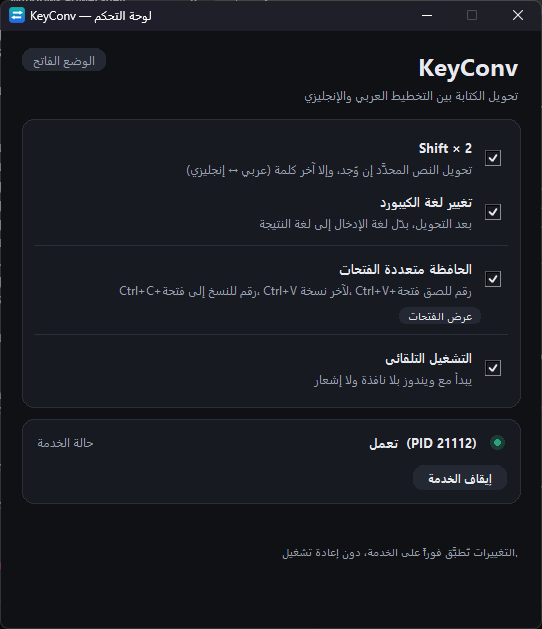 KeyConv — لوحة التحكم
KeyConv
الوضع الفاتح
تحويل الكتابة بين التخطيط العربي والإنجليزي
Shift × 2
تحويل النص المحدَّد إن وُجد، وإلا آخر كلمة (عربي ↔ إنجليزي)
تغيير لغة الكيبورد
بعد التحويل، بدّل لغة الإدخال إلى لغة النتيجة
الحافظة متعددة الفتحات
Ctrl+C+رقم للنسخ إلى فتحة، Ctrl+V لآخر نسخة، Ctrl+V+رقم للصق فتحة
عرض الفتحات
التشغيل التلقائي
يبدأ مع ويندوز بلا نافذة ولا إشعار
تعمل (PID 21112)
حالة الخدمة
إيقاف الخدمة
التغييرات تُطبَّق فوراً على الخدمة، دون إعادة تشغيل.